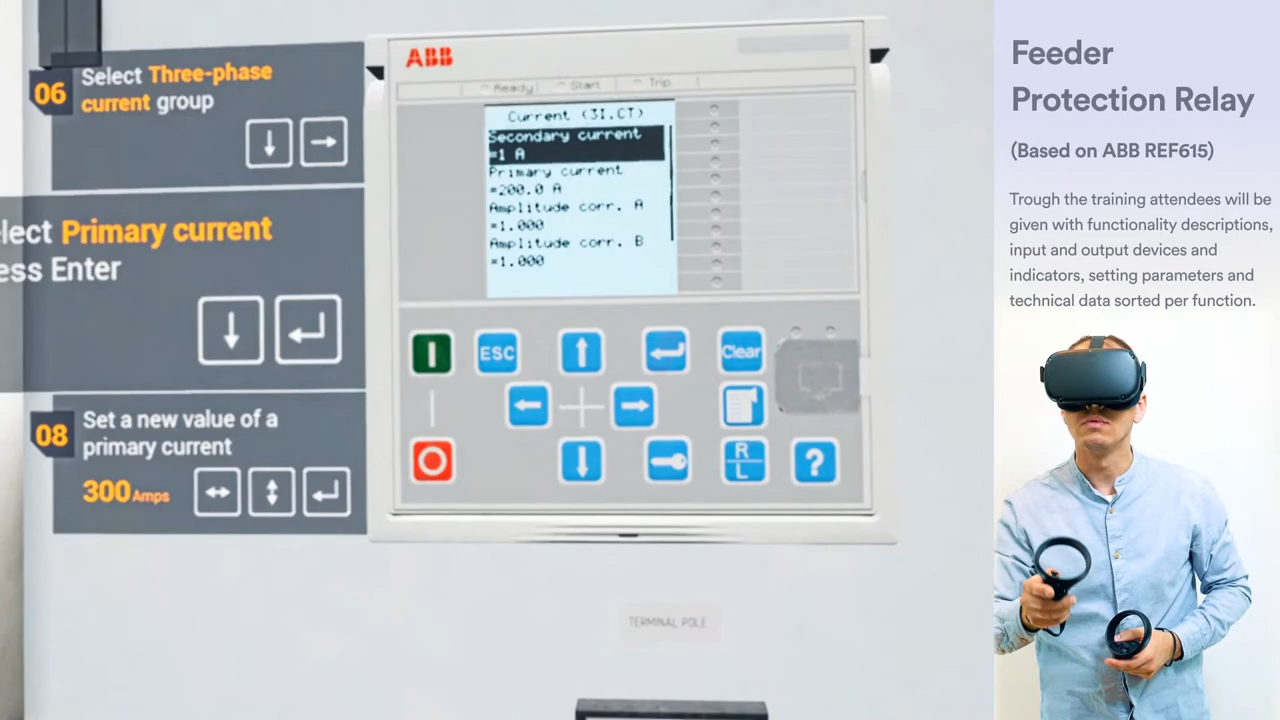 06
Select Three-phase
current group
elect Primary current
ess Enter
08
Set a new value of a
primary current
300 Amps
ABB
Ready
Start
Trip
Current (3I.CT)
Secondary current
=1 A
Primary current
=200.0 A
Amplitude corr. A
=1.000
Amplitude corr. B
=1.000
ESC
Clear
R
L
?
TERMINAL POLE
Feeder
Protection Relay
(Based on ABB REF615)
Trough the training attendees will be
given with functionality descriptions,
input and output devices and
indicators, setting parameters and
technical data sorted per function.